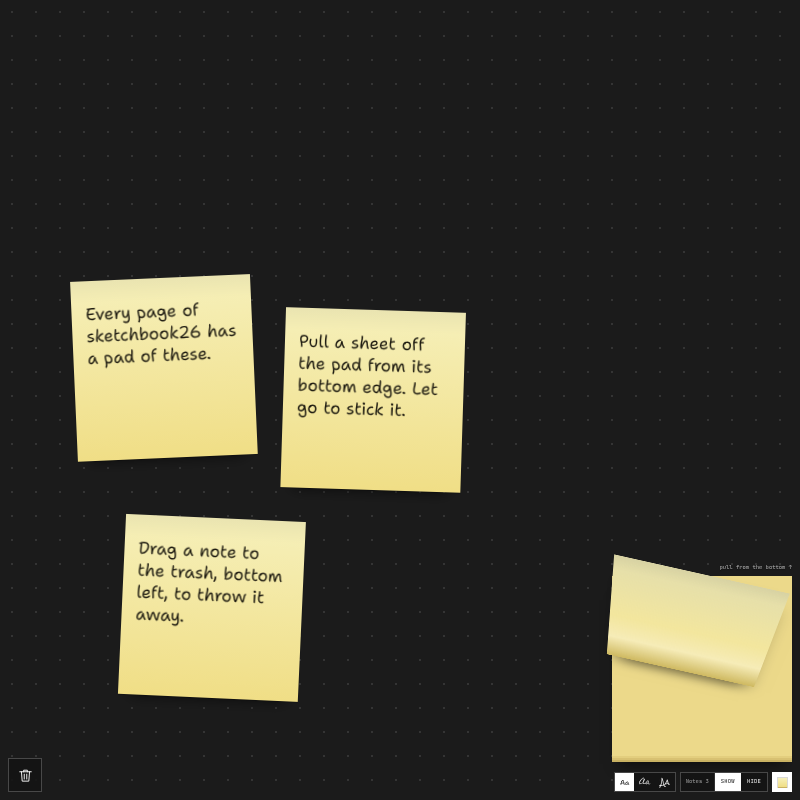 Every page of
sketchbook26 has
a pad of these.
Pull a sheet off
the pad from its
bottom edge. Let
go to stick it.
Drag a note to
the trash, bottom
left, to throw it
away.
pull from the bottom ↑
Aa Aa AA Notes 3 SHOW HIDE